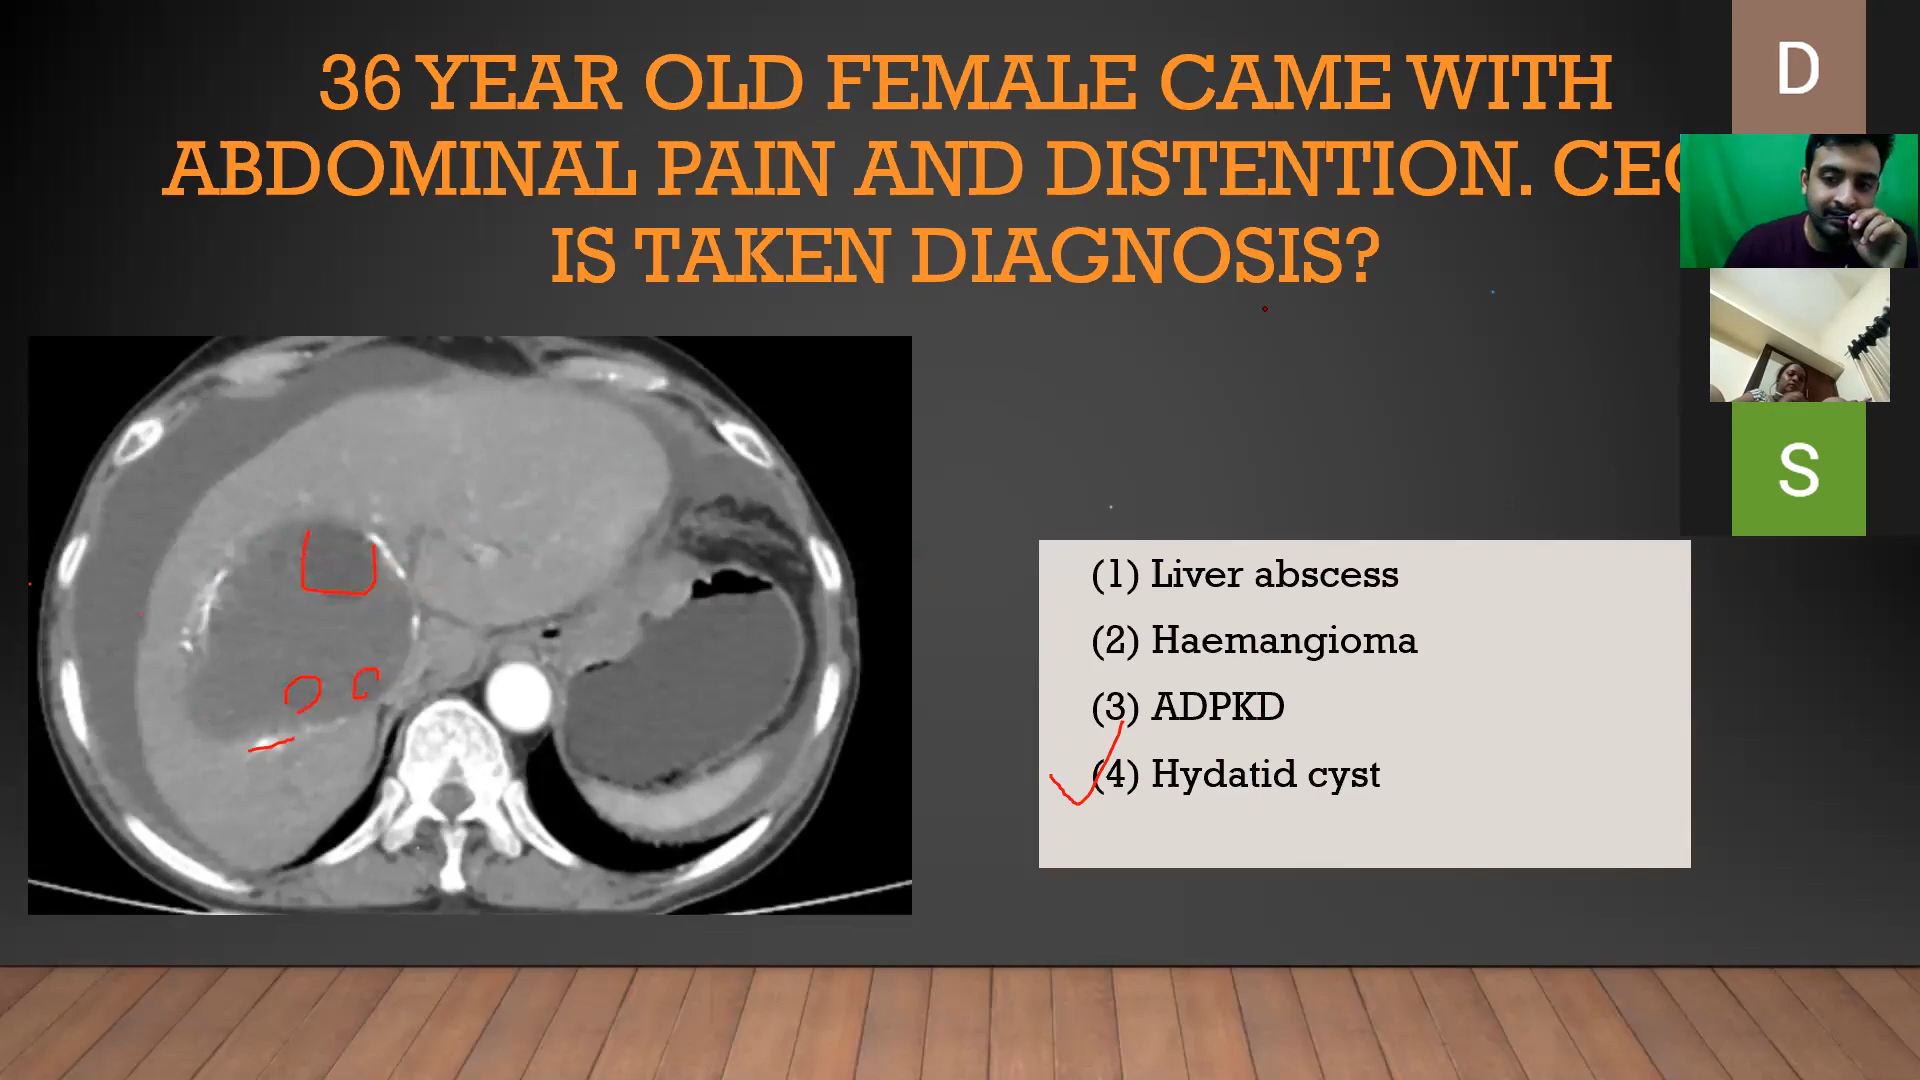 36 YEAR OLD FEMALE CAME WITH
ABDOMINAL PAIN AND DISTENTION.
IS TAKEN DIAGNOSIS?
D
S
(1) Liver abscess
(2) Haemangioma
(3) ADPKD
(4) Hydatid cyst